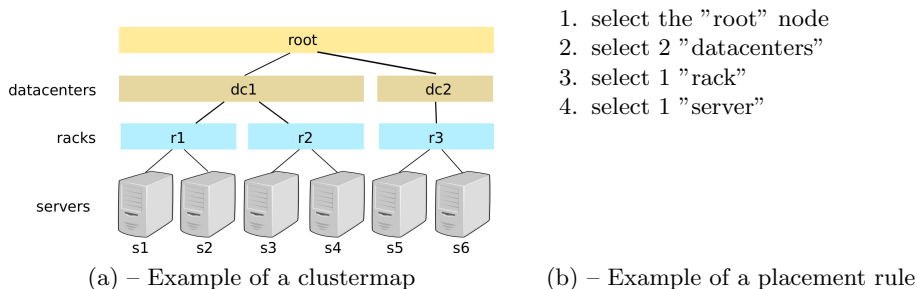 root
datacenters
dc1
dc2
racks
r1
r2
r3
servers
s1
s2
s3
s4
s5
s6
(a) – Example of a clustermap
1. select the ”root” node
2. select 2 ”datacenters”
3. select 1 ”rack”
4. select 1 ”server”
(b) – Example of a placement rule